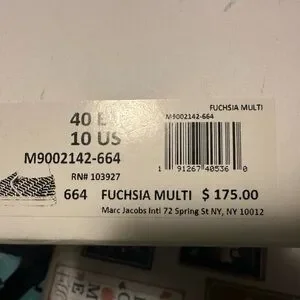 FUCHSIA MULTI
40 E
10 US
M9002142-664
M9002142-664
RN# 103927
1 91267 40536 0
664 FUCHSIA MULTI $ 175.00
Marc Jacobs Intl 72 Spring St NY, NY 10012